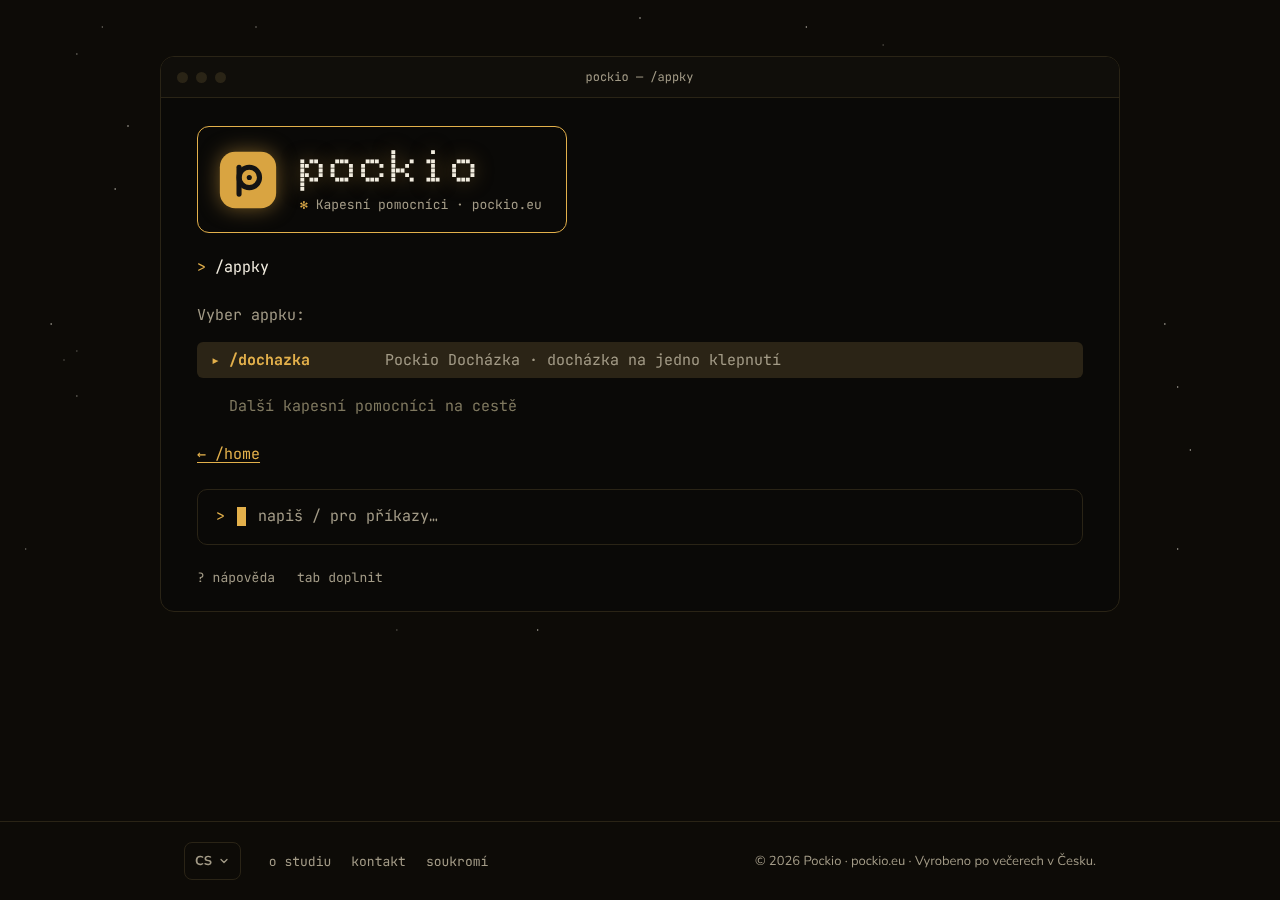 pockio — /appky
pockio
✻ Kapesní pomocníci · pockio.eu
> /appky
Vyber appku:
▸ /dochazka Pockio Docházka · docházka na jedno klepnutí
Další kapesní pomocníci na cestě
← /home
> napiš / pro příkazy…
? nápověda tab doplnit
CS o studiu kontakt soukromí © 2026 Pockio · pockio.eu · Vyrobeno po večerech v Česku.